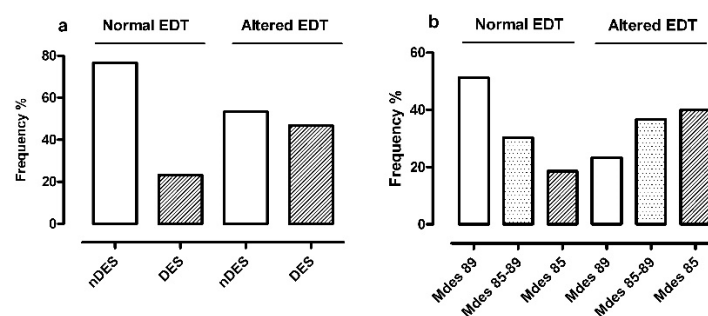 a
Normal EDT Altered EDT
Frequency %
80
60
40
20
0
nDES DES nDES DES
b
Normal EDT Altered EDT
Frequency %
60
40
20
0
Mdes 89 Mdes 85-89 Mdes 85 Mdes 89 Mdes 85-89 Mdes 85